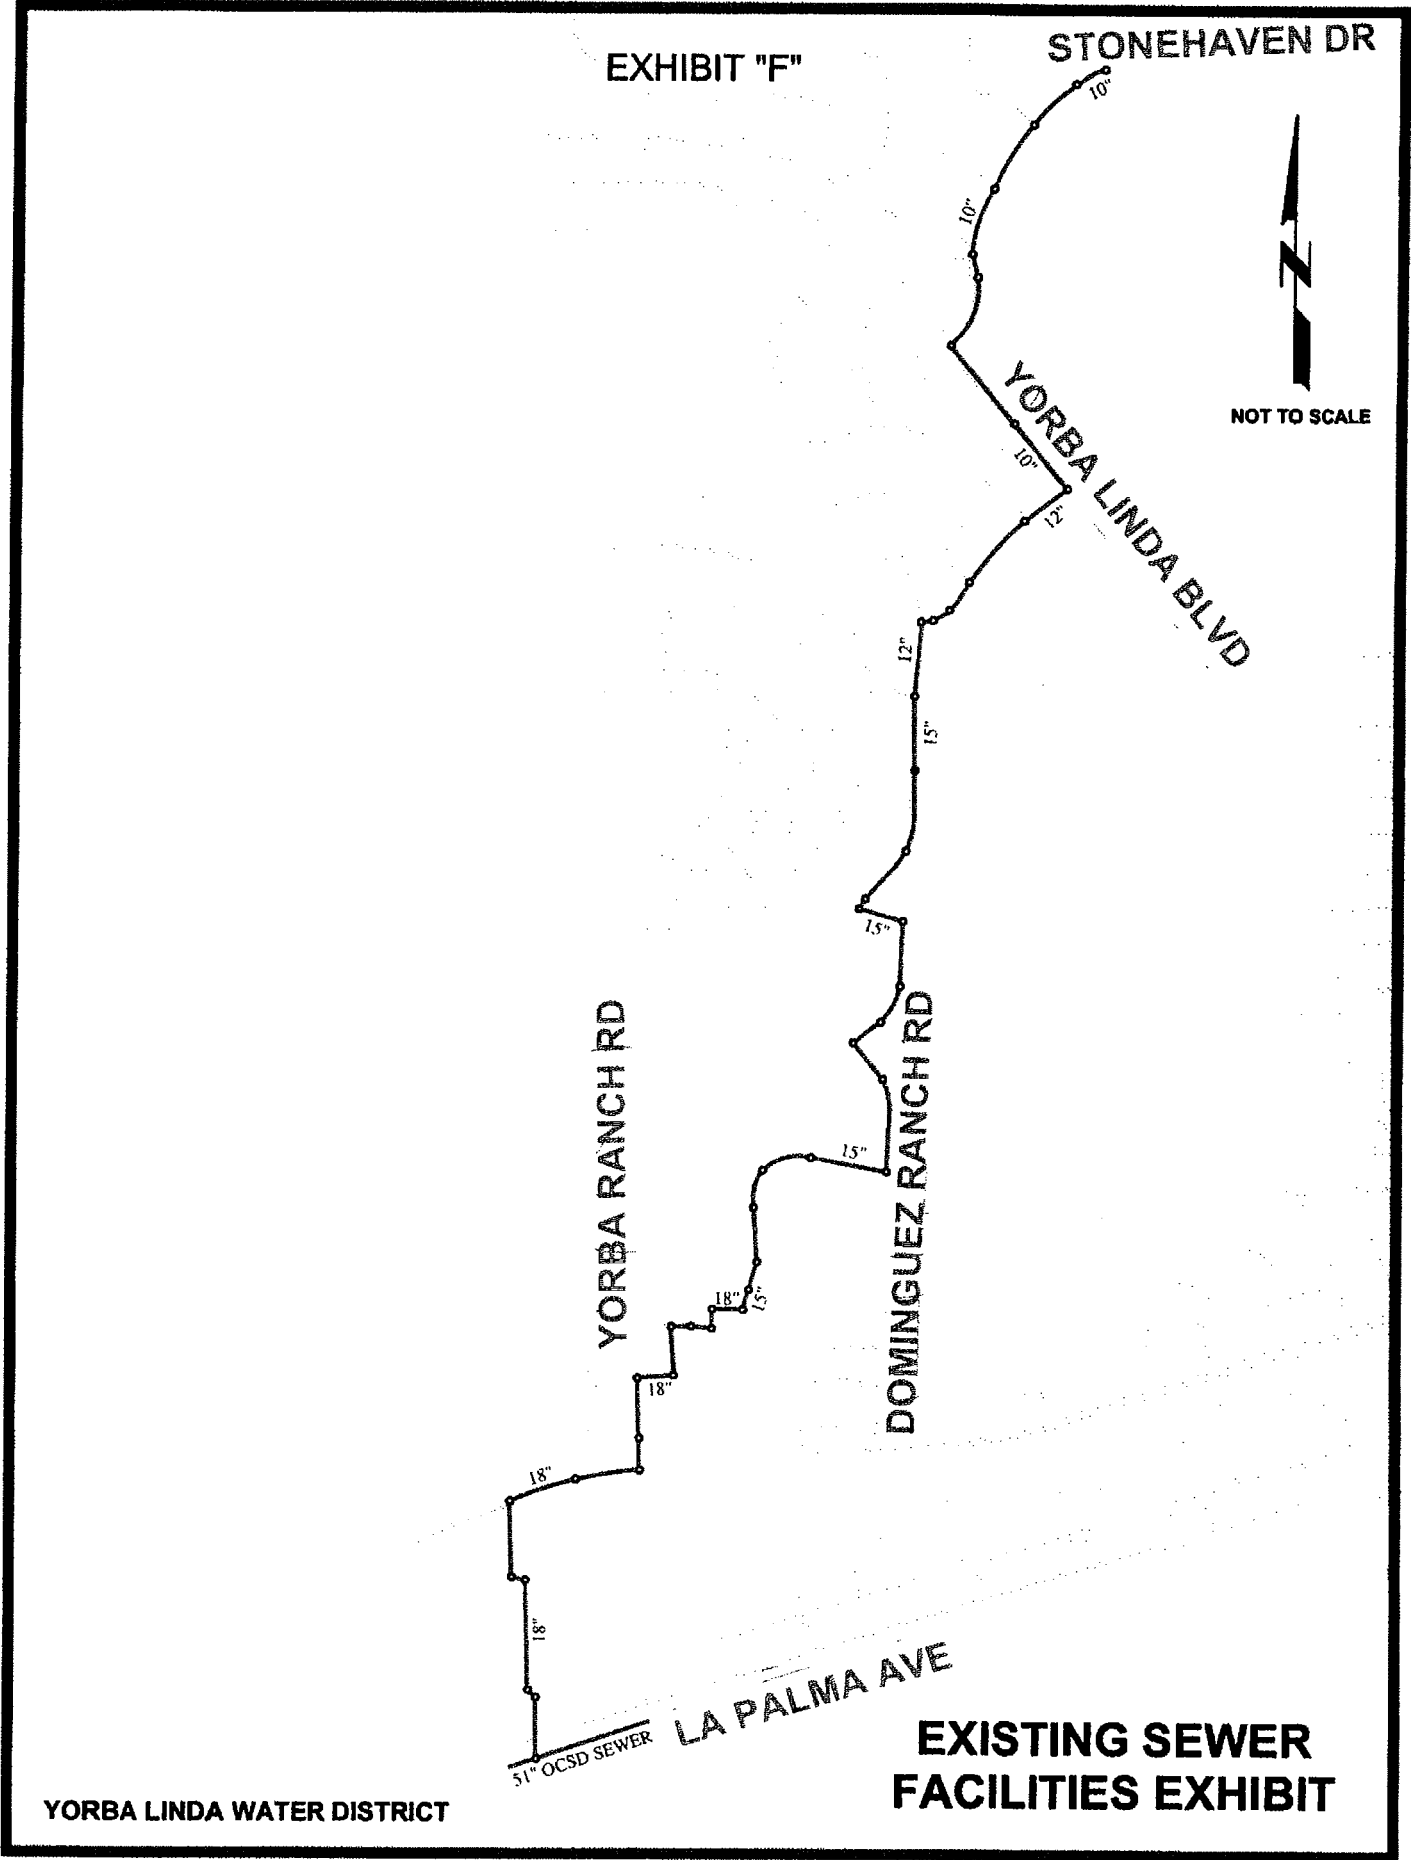 EXHIBIT "F"
STONEHAVEN DR
10"
10"
N
NOT TO SCALE
YORBA LINDA BLVD
10"
12"
12"
15"
15"
YORBA RANCH RD
DOMINGUEZ RANCH RD
15"
15"
18"
18"
18"
18"
51" OCSD SEWER
LA PALMA AVE
EXISTING SEWER
FACILITIES EXHIBIT
YORBA LINDA WATER DISTRICT